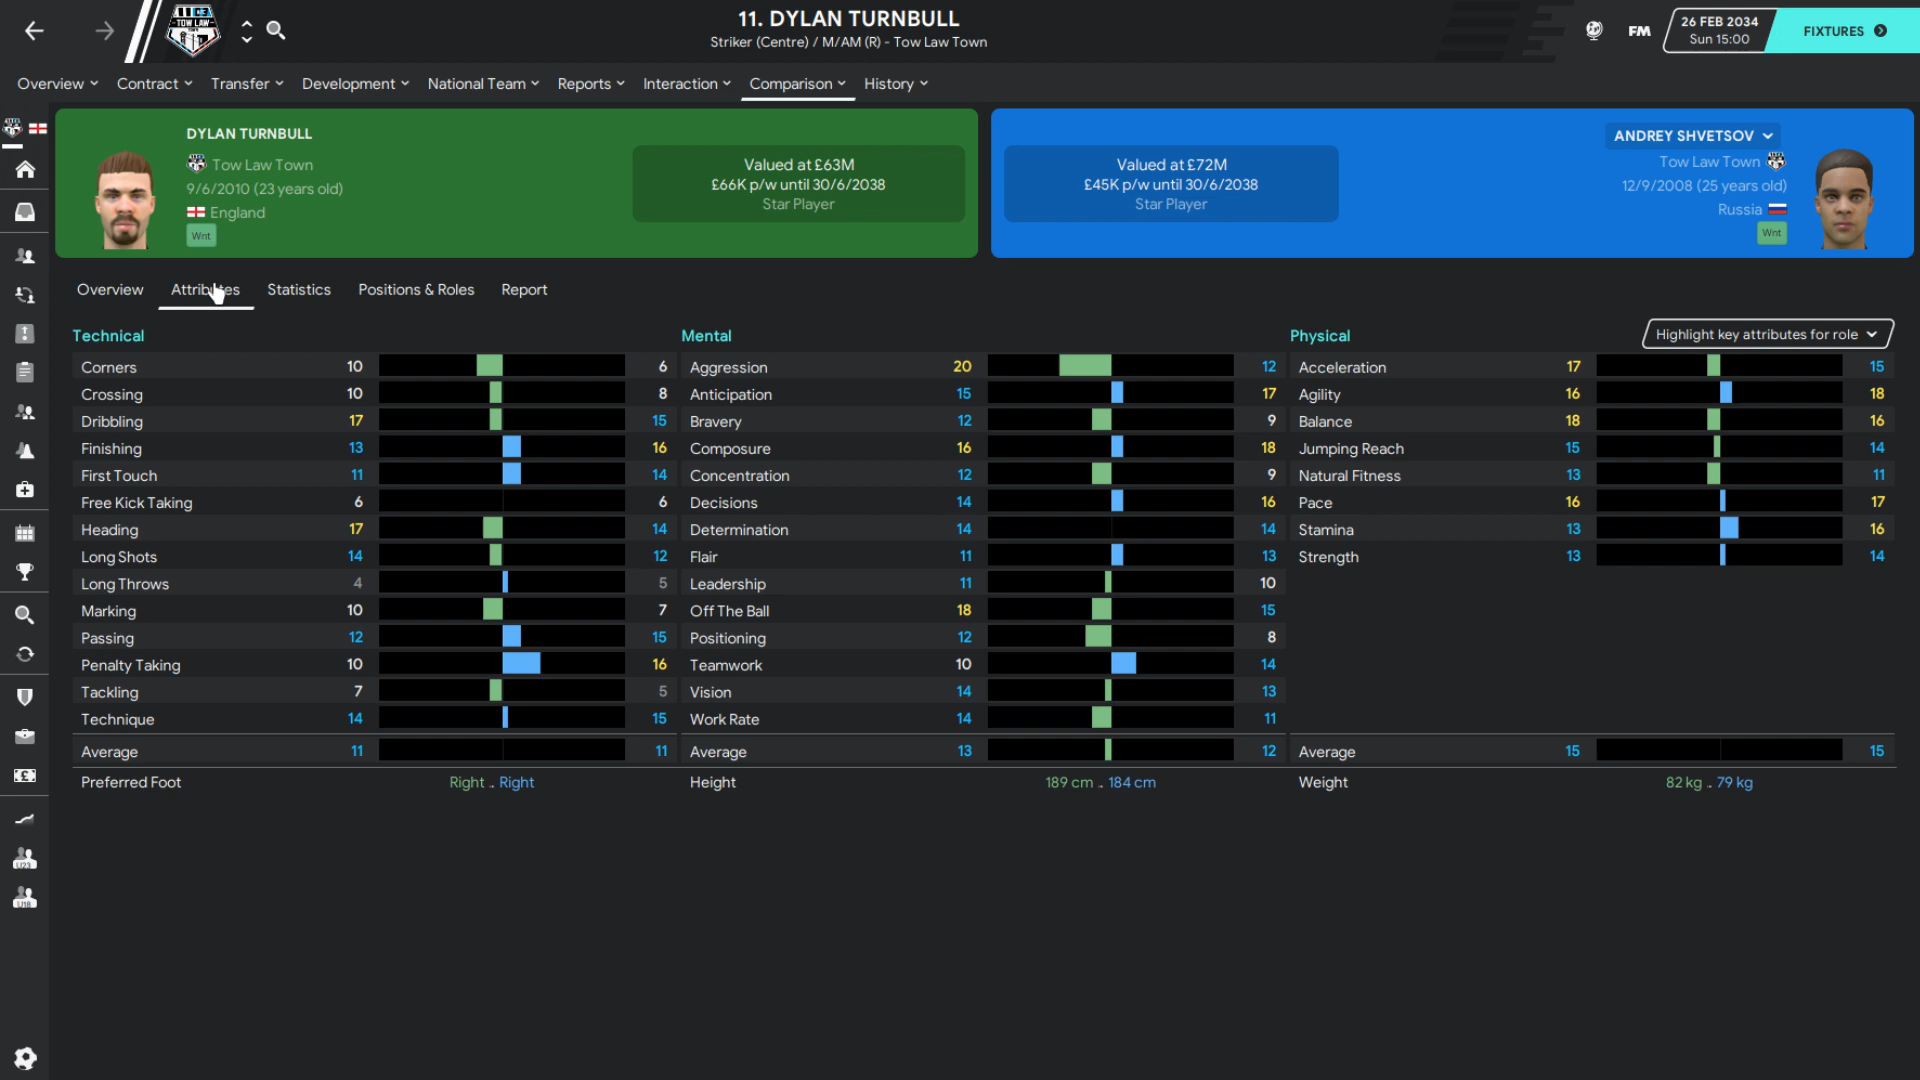 TOW LAW
TOWN
11. DYLAN TURNBULL
Striker (Centre) / M/AM (R) - Tow Law Town
FM
26 FEB 2034
Sun 15:00
FIXTURES
Overview Contract Transfer Development National Team Reports Interaction Comparison History
DYLAN TURNBULL
Tow Law Town
9/6/2010 (23 years old)
England
Wnt
Valued at £63M
£66K p/w until 30/6/2038
Star Player
Valued at £72M
£45K p/w until 30/6/2038
Star Player
ANDREY SHVETSOV
Tow Law Town
12/9/2008 (25 years old)
Russia
Wnt
Overview Attributes Statistics Positions & Roles Report
Technical Mental Physical Highlight key attributes for role
Corners 10 6 Aggression 20 12 Acceleration 17 15
Crossing 10 8 Anticipation 15 17 Agility 16 18
Dribbling 17 15 Bravery 12 9 Balance 18 16
Finishing 13 16 Composure 16 18 Jumping Reach 15 14
First Touch 11 14 Concentration 12 9 Natural Fitness 13 11
Free Kick Taking 6 6 Decisions 14 16 Pace 16 17
Heading 17 14 Determination 14 14 Stamina 13 16
Long Shots 14 12 Flair 11 13 Strength 13 14
Long Throws 4 5 Leadership 11 10
Marking 10 7 Off The Ball 18 15
Passing 12 15 Positioning 12 8
Penalty Taking 10 16 Teamwork 10 14
Tackling 7 5 Vision 14 13
Technique 14 15 Work Rate 14 11
Average 11 11 Average 13 12 Average 15 15
Preferred Foot Right .. Right Height 189 cm .. 184 cm Weight 82 kg .. 79 kg
U23
U18